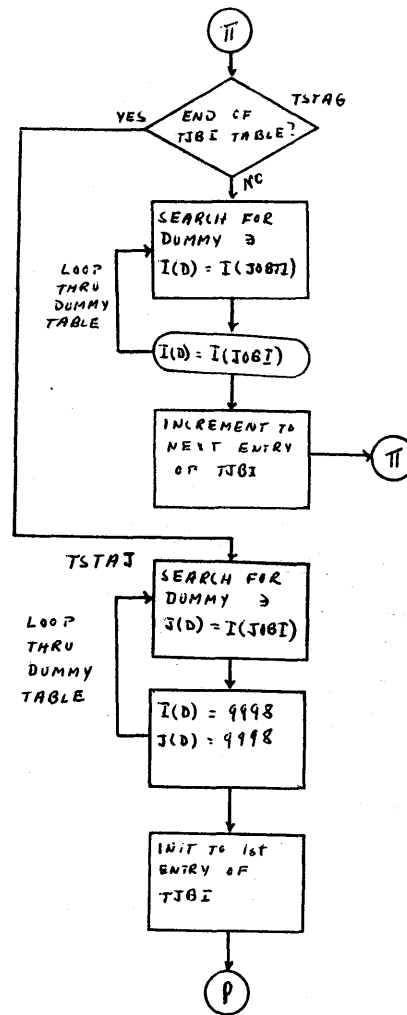 Π
TSTAG
YES
END OF
TJBI TABLE?
NO
SEARCH FOR
DUMMY ∋
I(D) = I(JOBTI)
LOOP
THRU
DUMMY
TABLE
I(D) = I(JOBI)
INCREMENT TO
NEXT ENTRY
OF TJBI
Π
TSTAJ
SEARCH FOR
DUMMY ∋
J(D) = I(JOBI)
LOOP
THRU
DUMMY
TABLE
I(D) = 9998
J(D) = 9998
INIT TO 1st
ENTRY OF
TJBI
P